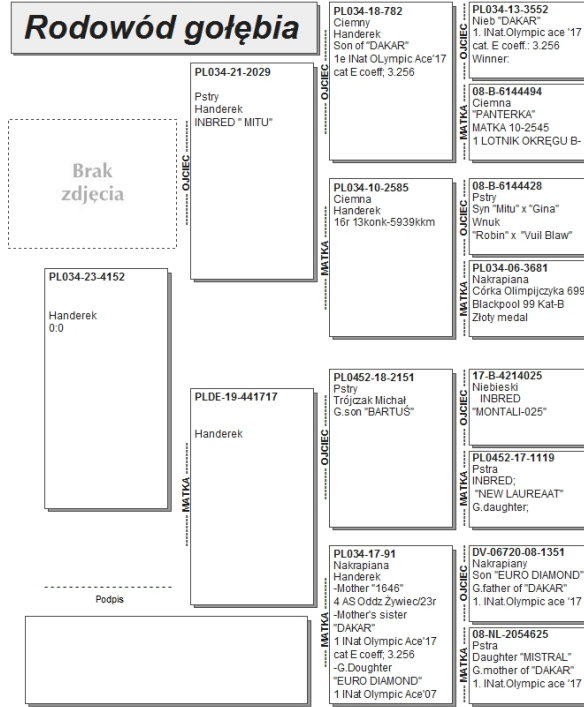 Rodowód gołębia
Brak
zdjęcia
PL034-23-4152
Handerek
0:0
Podpis
OJCIEC
PL034-21-2029
Pstry
Handerek
INBRED " MITU"
MATKA
PLDE-19-441717
Handerek
OJCIEC
PL034-18-782
Ciemny
Handerek
Son of "DAKAR"
1e INat OLympic Ace'17
cat E coeff; 3.256
MATKA
PL034-10-2585
Ciemna
Handerek
16r 13konk-5939kkm
OJCIEC
PL0452-18-2151
Pstry
Trójczak Michał
G.son "BARTUŚ"
MATKA
PL034-17-91
Nakrapiana
Handerek
-Mother "1646"
4 AS Oddz Żywiec/23r
-Mother's sister
"DAKAR"
1 INat Olympic Ace'17
cat E coeff; 3.256
-G.Doughter
"EURO DIAMOND"
1 INat Olympic Ace'07
OJCIEC
PL034-13-3552
Nieb "DAKAR"
1. INat.Olympic ace '17
cat. E coeff.: 3.256
Winner:
MATKA
08-B-6144494
Ciemna
"PANTERKA"
MATKA 10-2545
1 LOTNIK OKRĘGU B-
OJCIEC
08-B-6144428
Pstry
Syn "Mitu" x "Gina"
Wnuk
"Robin" x "Vuil Blaw"
MATKA
PL034-06-3681
Nakrapiana
Córka Olimpijczyka 699
Blackpool 99 Kat-B
Złoty medal
OJCIEC
17-B-4214025
Niebieski
INBRED
"MONTALI-025"
MATKA
PL0452-17-1119
Pstra
INBRED;
"NEW LAUREAAT"
G.daughter;
OJCIEC
DV-06720-08-1351
Nakrapiany
Son "EURO DIAMOND"
G.father of "DAKAR"
1. INat.Olympic ace '17
MATKA
08-NL-2054625
Pstra
Daughter "MISTRAL"
G.mother of "DAKAR"
1. INat.Olympic ace '17